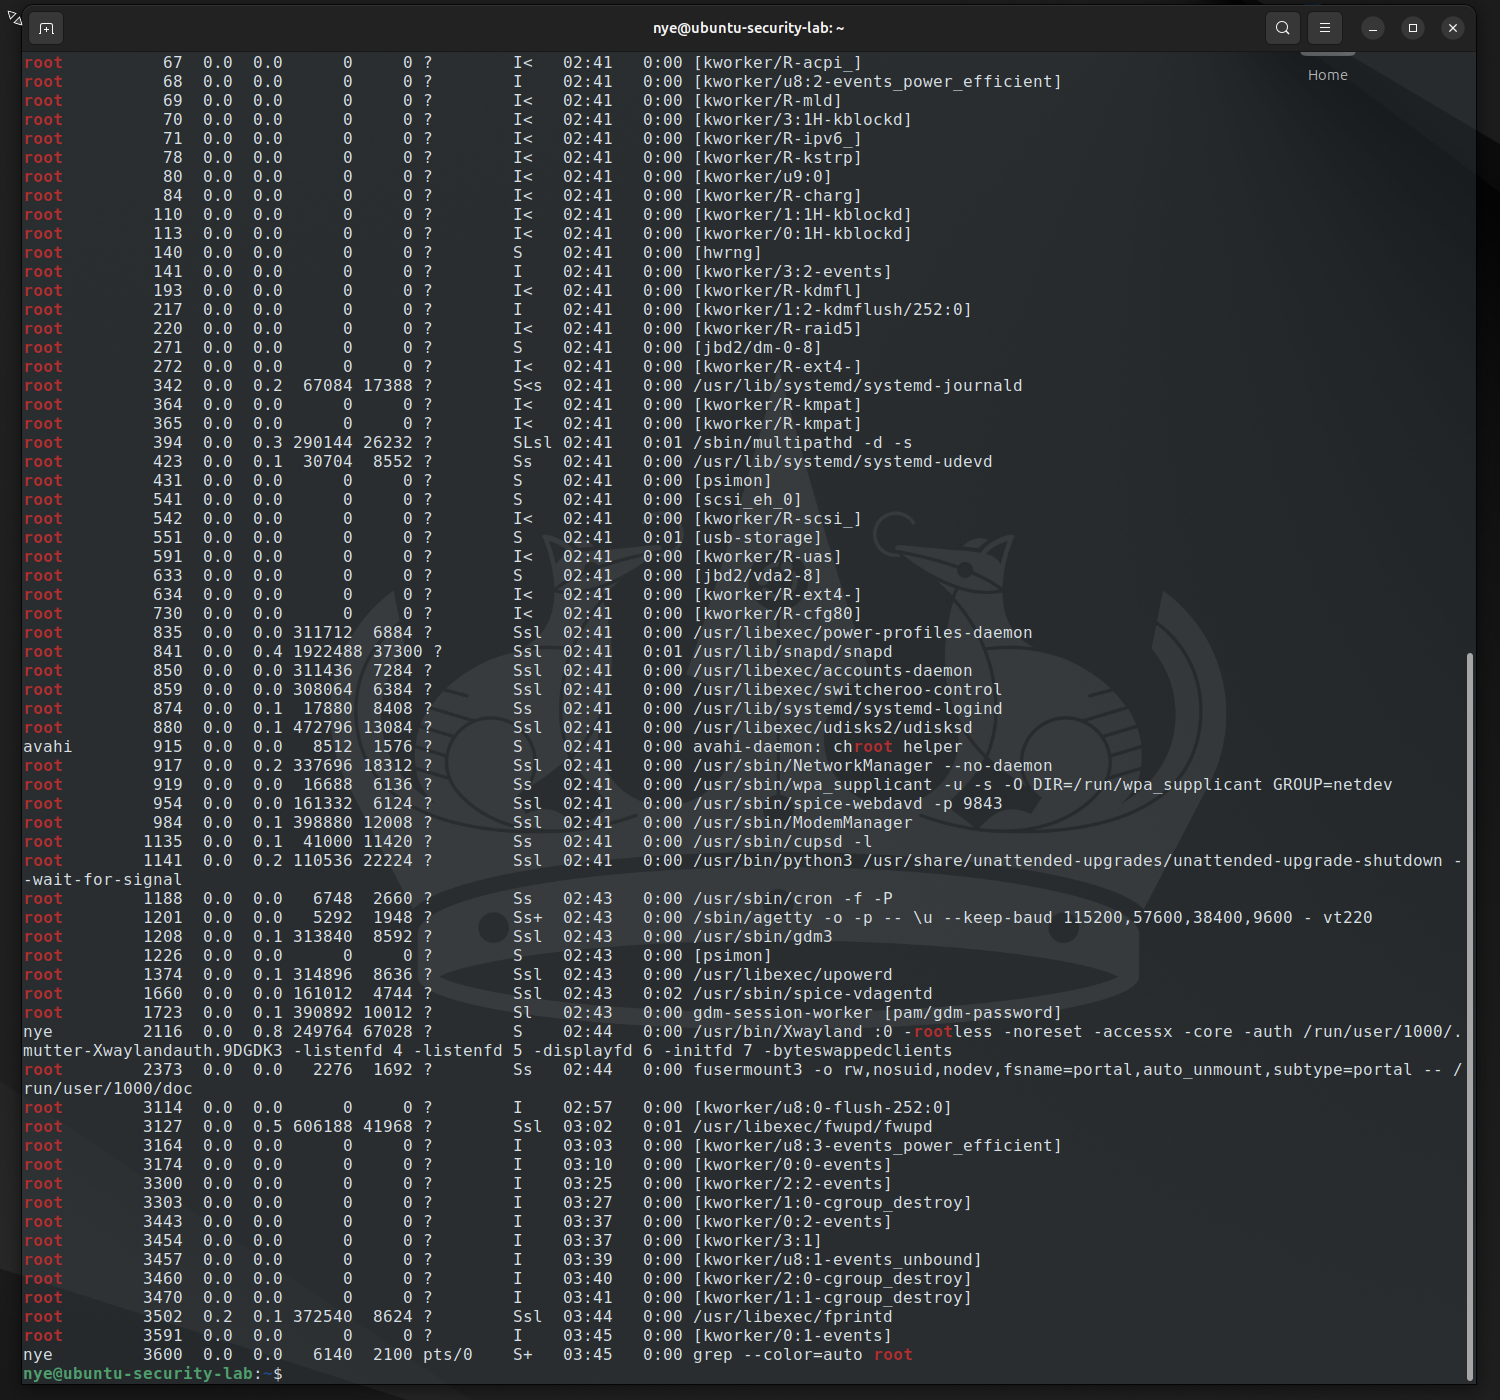 nye@ubuntu-security-lab: ~
Home
root 67 0.0 0.0 0 0 ? I< 02:41 0:00 [kworker/R-acpi_]
root 68 0.0 0.0 0 0 ? I 02:41 0:00 [kworker/u8:2-events_power_efficient]
root 69 0.0 0.0 0 0 ? I< 02:41 0:00 [kworker/R-mld]
root 70 0.0 0.0 0 0 ? I< 02:41 0:00 [kworker/3:1H-kblockd]
root 71 0.0 0.0 0 0 ? I< 02:41 0:00 [kworker/R-ipv6_]
root 78 0.0 0.0 0 0 ? I< 02:41 0:00 [kworker/R-kstrp]
root 80 0.0 0.0 0 0 ? I< 02:41 0:00 [kworker/u9:0]
root 84 0.0 0.0 0 0 ? I< 02:41 0:00 [kworker/R-charg]
root 110 0.0 0.0 0 0 ? I< 02:41 0:00 [kworker/1:1H-kblockd]
root 113 0.0 0.0 0 0 ? I< 02:41 0:00 [kworker/0:1H-kblockd]
root 140 0.0 0.0 0 0 ? S 02:41 0:00 [hwrng]
root 141 0.0 0.0 0 0 ? I 02:41 0:00 [kworker/3:2-events]
root 193 0.0 0.0 0 0 ? I< 02:41 0:00 [kworker/R-kdmfl]
root 217 0.0 0.0 0 0 ? I 02:41 0:00 [kworker/1:2-kdmflush/252:0]
root 220 0.0 0.0 0 0 ? I< 02:41 0:00 [kworker/R-raid5]
root 271 0.0 0.0 0 0 ? S 02:41 0:00 [jbd2/dm-0-8]
root 272 0.0 0.0 0 0 ? I< 02:41 0:00 [kworker/R-ext4-]
root 342 0.0 0.2 67084 17388 ? S<s 02:41 0:00 /usr/lib/systemd/systemd-journald
root 364 0.0 0.0 0 0 ? I< 02:41 0:00 [kworker/R-kmpat]
root 365 0.0 0.0 0 0 ? I< 02:41 0:00 [kworker/R-kmpat]
root 394 0.0 0.3 290144 26232 ? SLsl 02:41 0:01 /sbin/multipathd -d -s
root 423 0.0 0.1 30704 8552 ? Ss 02:41 0:00 /usr/lib/systemd/systemd-udevd
root 431 0.0 0.0 0 0 ? S 02:41 0:00 [psimon]
root 541 0.0 0.0 0 0 ? S 02:41 0:00 [scsi_eh_0]
root 542 0.0 0.0 0 0 ? I< 02:41 0:00 [kworker/R-scsi_]
root 551 0.0 0.0 0 0 ? S 02:41 0:01 [usb-storage]
root 591 0.0 0.0 0 0 ? I< 02:41 0:00 [kworker/R-uas]
root 633 0.0 0.0 0 0 ? S 02:41 0:00 [jbd2/vda2-8]
root 634 0.0 0.0 0 0 ? I< 02:41 0:00 [kworker/R-ext4-]
root 730 0.0 0.0 0 0 ? I< 02:41 0:00 [kworker/R-cfg80]
root 835 0.0 0.0 311712 6884 ? Ssl 02:41 0:00 /usr/libexec/power-profiles-daemon
root 841 0.0 0.4 1922488 37300 ? Ssl 02:41 0:01 /usr/lib/snapd/snapd
root 850 0.0 0.0 311436 7284 ? Ssl 02:41 0:00 /usr/libexec/accounts-daemon
root 859 0.0 0.0 308064 6384 ? Ssl 02:41 0:00 /usr/libexec/switcheroo-control
root 874 0.0 0.1 17880 8408 ? Ss 02:41 0:00 /usr/lib/systemd/systemd-logind
root 880 0.0 0.1 472796 13084 ? Ssl 02:41 0:00 /usr/libexec/udisks2/udisksd
avahi 915 0.0 0.0 8512 1576 ? S 02:41 0:00 avahi-daemon: chroot helper
root 917 0.0 0.2 337696 18312 ? Ssl 02:41 0:00 /usr/sbin/NetworkManager --no-daemon
root 919 0.0 0.0 16688 6136 ? Ss 02:41 0:00 /usr/sbin/wpa_supplicant -u -s -O DIR=/run/wpa_supplicant GROUP=netdev
root 954 0.0 0.0 161332 6124 ? Ssl 02:41 0:00 /usr/sbin/spice-webdavd -p 9843
root 984 0.0 0.1 398880 12008 ? Ssl 02:41 0:00 /usr/sbin/ModemManager
root 1135 0.0 0.1 41000 11420 ? Ss 02:41 0:00 /usr/sbin/cupsd -l
root 1141 0.0 0.2 110536 22224 ? Ssl 02:41 0:00 /usr/bin/python3 /usr/share/unattended-upgrades/unattended-upgrade-shutdown -
-wait-for-signal
root 1188 0.0 0.0 6748 2660 ? Ss 02:43 0:00 /usr/sbin/cron -f -P
root 1201 0.0 0.0 5292 1948 ? Ss+ 02:43 0:00 /sbin/agetty -o -p -- \u --keep-baud 115200,57600,38400,9600 - vt220
root 1208 0.0 0.1 313840 8592 ? Ssl 02:43 0:00 /usr/sbin/gdm3
root 1226 0.0 0.0 0 0 ? S 02:43 0:00 [psimon]
root 1374 0.0 0.1 314896 8636 ? Ssl 02:43 0:00 /usr/libexec/upowerd
root 1660 0.0 0.0 161012 4744 ? Ssl 02:43 0:02 /usr/sbin/spice-vdagentd
root 1723 0.0 0.1 390892 10012 ? Sl 02:43 0:00 gdm-session-worker [pam/gdm-password]
nye 2116 0.0 0.8 249764 67028 ? S 02:44 0:00 /usr/bin/Xwayland :0 -rootless -noreset -accessx -core -auth /run/user/1000/.
mutter-Xwaylandauth.9DGDK3 -listenfd 4 -listenfd 5 -displayfd 6 -initfd 7 -byteswappedclients
root 2373 0.0 0.0 2276 1692 ? Ss 02:44 0:00 fusermount3 -o rw,nosuid,nodev,fsname=portal,auto_unmount,subtype=portal -- /
run/user/1000/doc
root 3114 0.0 0.0 0 0 ? I 02:57 0:00 [kworker/u8:0-flush-252:0]
root 3127 0.0 0.5 606188 41968 ? Ssl 03:02 0:01 /usr/libexec/fwupd/fwupd
root 3164 0.0 0.0 0 0 ? I 03:03 0:00 [kworker/u8:3-events_power_efficient]
root 3174 0.0 0.0 0 0 ? I 03:10 0:00 [kworker/0:0-events]
root 3300 0.0 0.0 0 0 ? I 03:25 0:00 [kworker/2:2-events]
root 3303 0.0 0.0 0 0 ? I 03:27 0:00 [kworker/1:0-cgroup_destroy]
root 3443 0.0 0.0 0 0 ? I 03:37 0:00 [kworker/0:2-events]
root 3454 0.0 0.0 0 0 ? I 03:37 0:00 [kworker/3:1]
root 3457 0.0 0.0 0 0 ? I 03:39 0:00 [kworker/u8:1-events_unbound]
root 3460 0.0 0.0 0 0 ? I 03:40 0:00 [kworker/2:0-cgroup_destroy]
root 3470 0.0 0.0 0 0 ? I 03:41 0:00 [kworker/1:1-cgroup_destroy]
root 3502 0.2 0.1 372540 8624 ? Ssl 03:44 0:00 /usr/libexec/fprintd
root 3591 0.0 0.0 0 0 ? I 03:45 0:00 [kworker/0:1-events]
nye 3600 0.0 0.0 6140 2100 pts/0 S+ 03:45 0:00 grep --color=auto root
nye@ubuntu-security-lab:~$